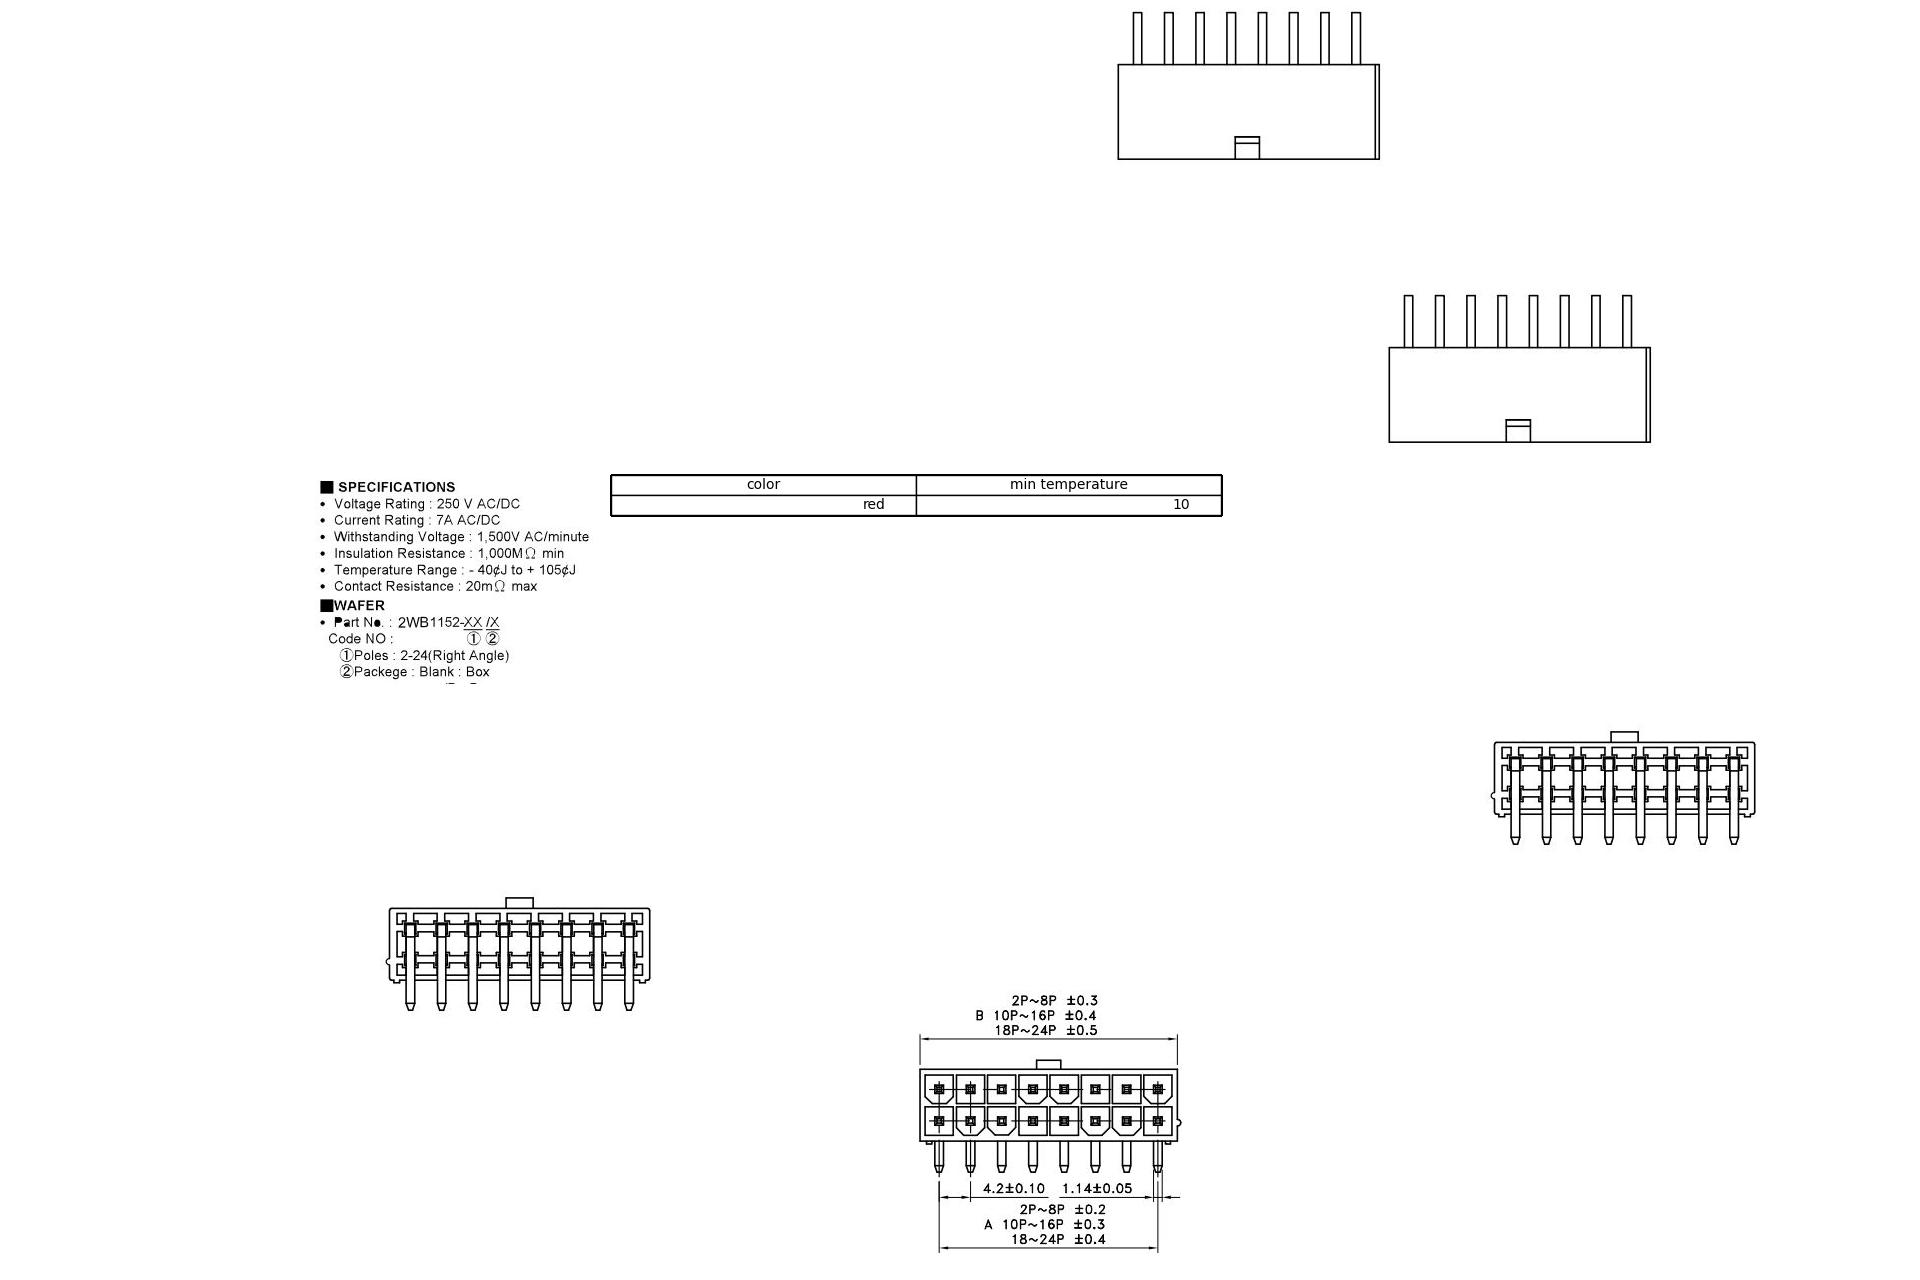 ■ SPECIFICATIONS
• Voltage Rating : 250 V AC/DC
• Current Rating : 7A AC/DC
• Withstanding Voltage : 1,500V AC/minute
• Insulation Resistance : 1,000MΩ min
• Temperature Range : - 40¢J to + 105¢J
• Contact Resistance : 20mΩ max
■WAFER
• Part No. : 2WB1152-XX /X
Code NO : ① ②
①Poles : 2-24(Right Angle)
②Packege : Blank : Box
color min temperature
red 10
2P~8P ±0.3
B 10P~16P ±0.4
18P~24P ±0.5
4.2±0.10 1.14±0.05
2P~8P ±0.2
A 10P~16P ±0.3
18~24P ±0.4